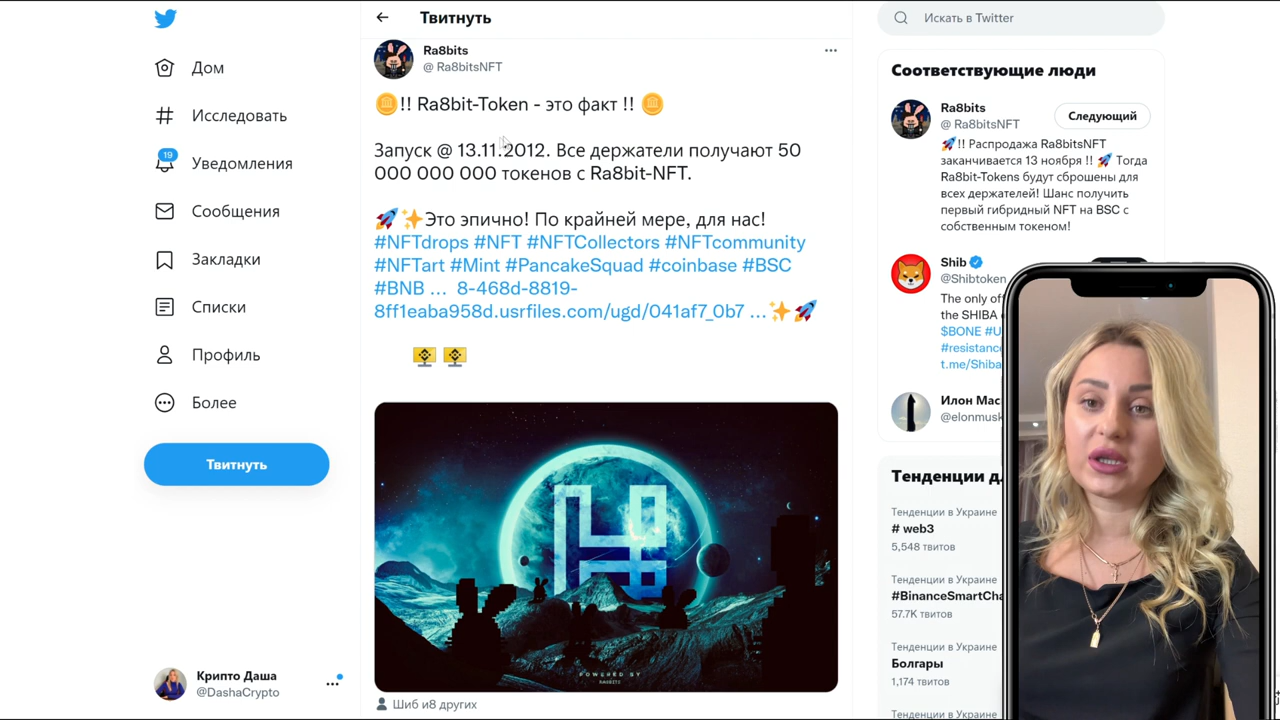 Дом
Исследовать
19
Уведомления
Сообщения
Закладки
Списки
Профиль
Более
Твитнуть
Крипто Даша
@DashaCrypto
Твитнуть
Ra8bits
@ Ra8bitsNFT
!! Ra8bit-Token - это факт !!
Запуск @ 13.11.2012. Все держатели получают 50
000 000 000 токенов с Ra8bit-NFT.
Это эпично! По крайней мере, для нас!
#NFTdrops #NFT #NFTCollectors #NFTcommunity
#NFTart #Mint #PancakeSquad #coinbase #BSC
#BNB ... 8-468d-8819-
8ff1eaba958d.usrfiles.com/ugd/041af7_0b7 ...
POWERED BY
RA8BITS
Шиб и8 других
Искать в Twitter
Соответствующие люди
Ra8bits
@ Ra8bitsNFT
Следующий
!! Распродажа Ra8bitsNFT
заканчивается 13 ноября !! Тогда
Ra8bit-Tokens будут сброшены для
всех держателей! Шанс получить
первый гибридный NFT на BSC с
собственным токеном!
Shib
@Shibtoken
The only of
the SHIBA
$BONE #U
#resistance
t.me/Shiba
Илон Мас
@elonmusk
Тенденции д
Тенденции в Украине
# web3
5,548 твитов
Тенденции в Украине
#BinanceSmartCha
57.7K твитов
Тенденции в Украине
Болгары
1,174 твитов
Тенденции в Украине